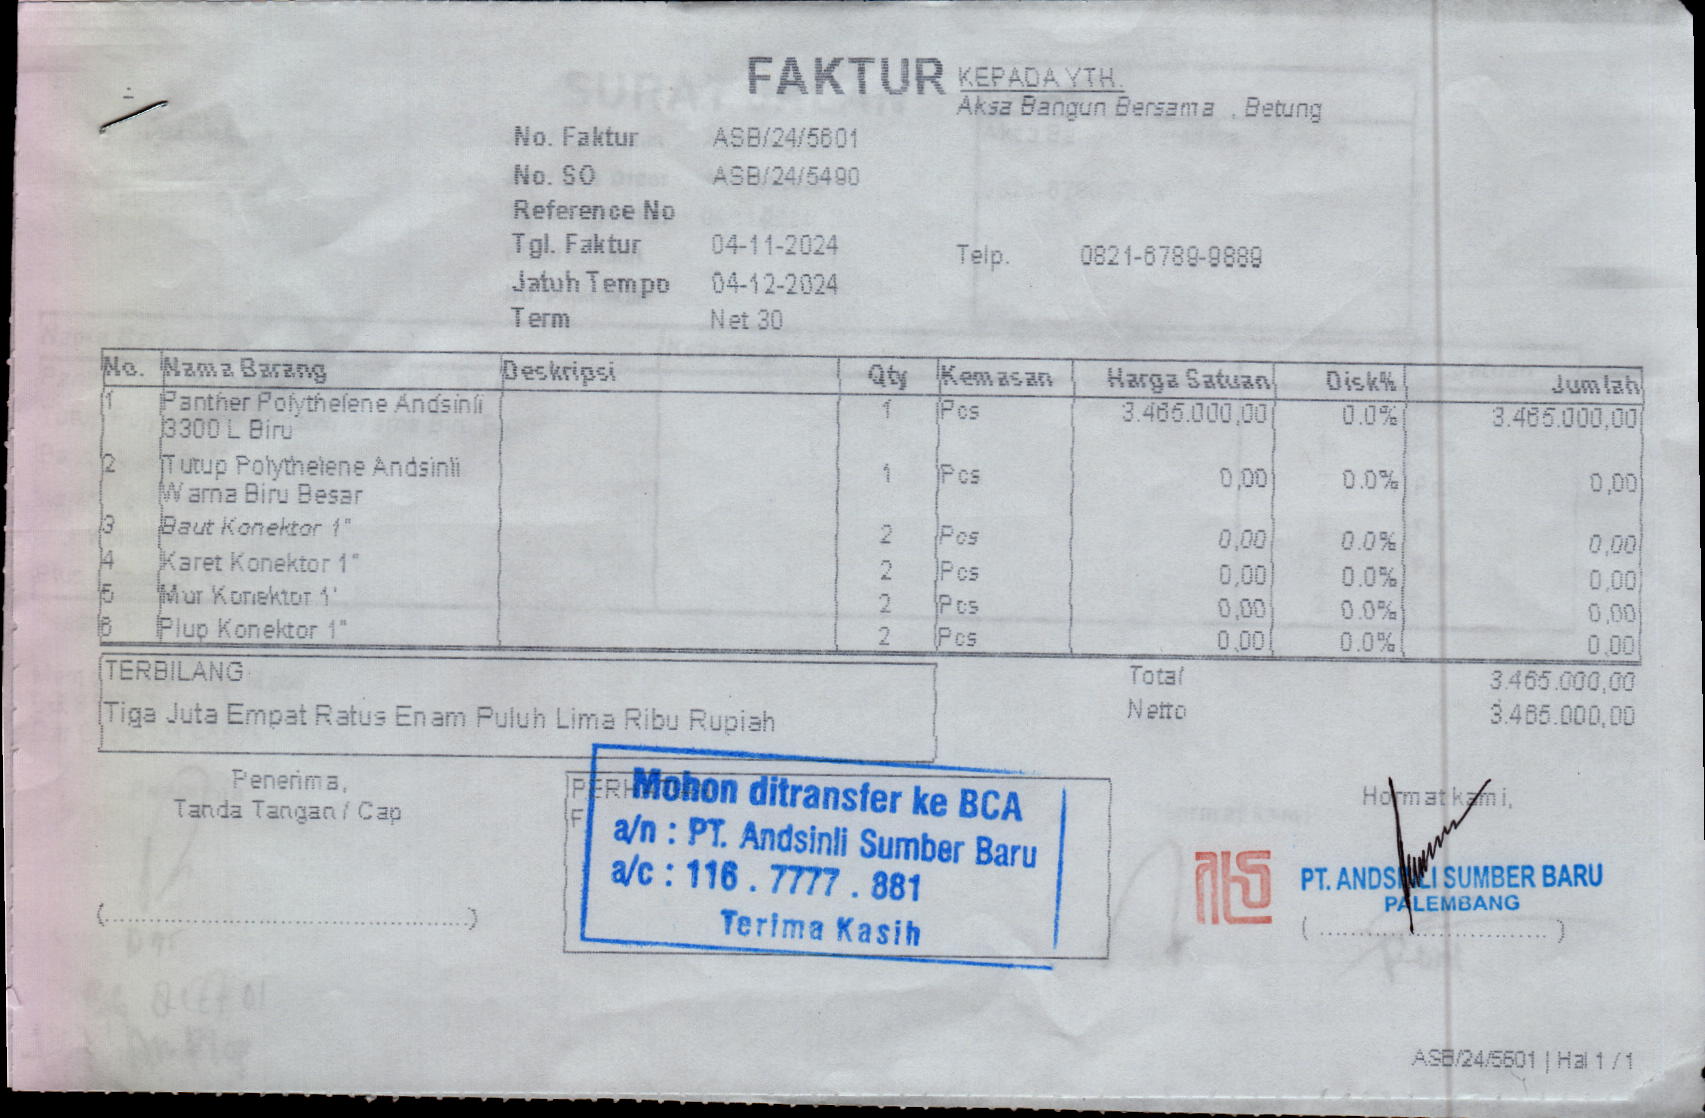 FAKTUR
KEPADA YTH.
Aksa Bangun Bersama , Betung
No. Faktur ASB/24/5601
No. SO ASB/24/5490
Reference No
Tgl. Faktur 04-11-2024
Telp. 0821-6789-9889
Jatuh Tempo 04-12-2024
Term Net 30
No. Nama Barang Deskripsi Qty Kemasan Harga Satuan Disk% Jumlah
1 Panther Polythelene Andsinli 1 Pcs 3.465.000,00 0.0% 3.465.000,00
3300 L Biru
2 Tutup Polythelene Andsinli 1 Pcs 0,00 0.0% 0,00
Warna Biru Besar
3 Baut Konektor 1" 2 Pcs 0,00 0.0% 0,00
4 Karet Konektor 1" 2 Pcs 0,00 0.0% 0,00
5 Mur Konektor 1" 2 Pcs 0,00 0.0% 0,00
6 Plup Konektor 1" 2 Pcs 0,00 0.0% 0,00
TERBILANG
Tiga Juta Empat Ratus Enam Puluh Lima Ribu Rupiah
Total 3.465.000,00
Netto 3.465.000,00
Penerima,
Tanda Tangan / Cap
(..................................................)
Mohon ditransfer ke BCA
a/n : PT. Andsinli Sumber Baru
a/c : 116 . 7777 . 881
Terima Kasih
Hormat kami,
PT. ANDSINLI SUMBER BARU
PALEMBANG
( ................................ )
ASB/24/5601 | Hal 1 / 1